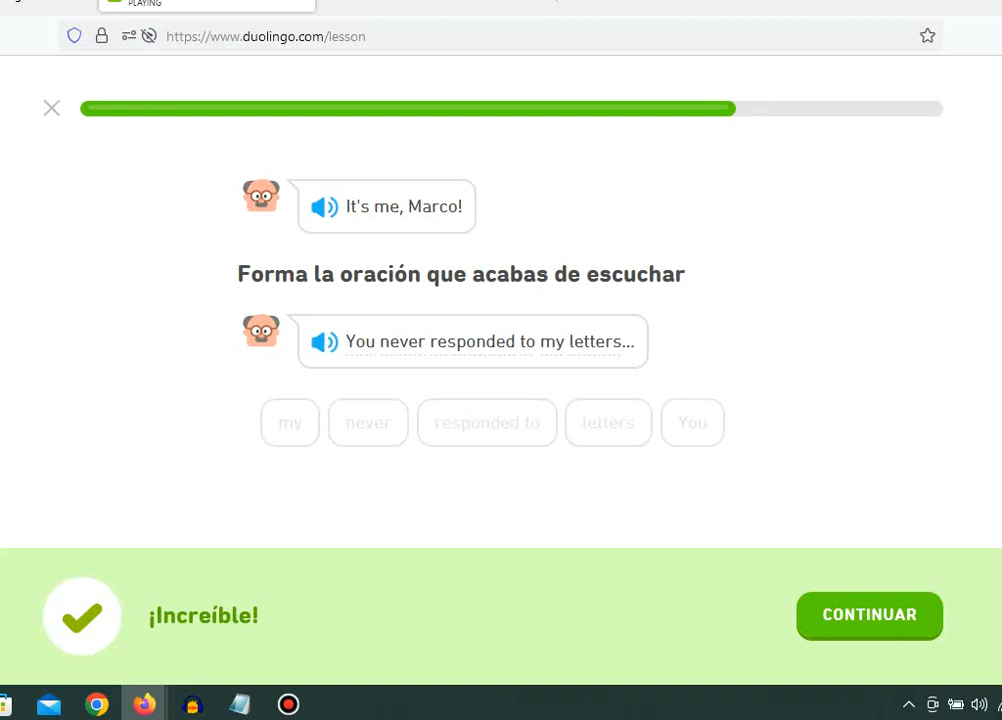 PLAYING
https://www.duolingo.com/lesson
It's me, Marco!
Forma la oración que acabas de escuchar
You never responded to my letters...
my never responded to letters You
¡Increíble!
CONTINUAR